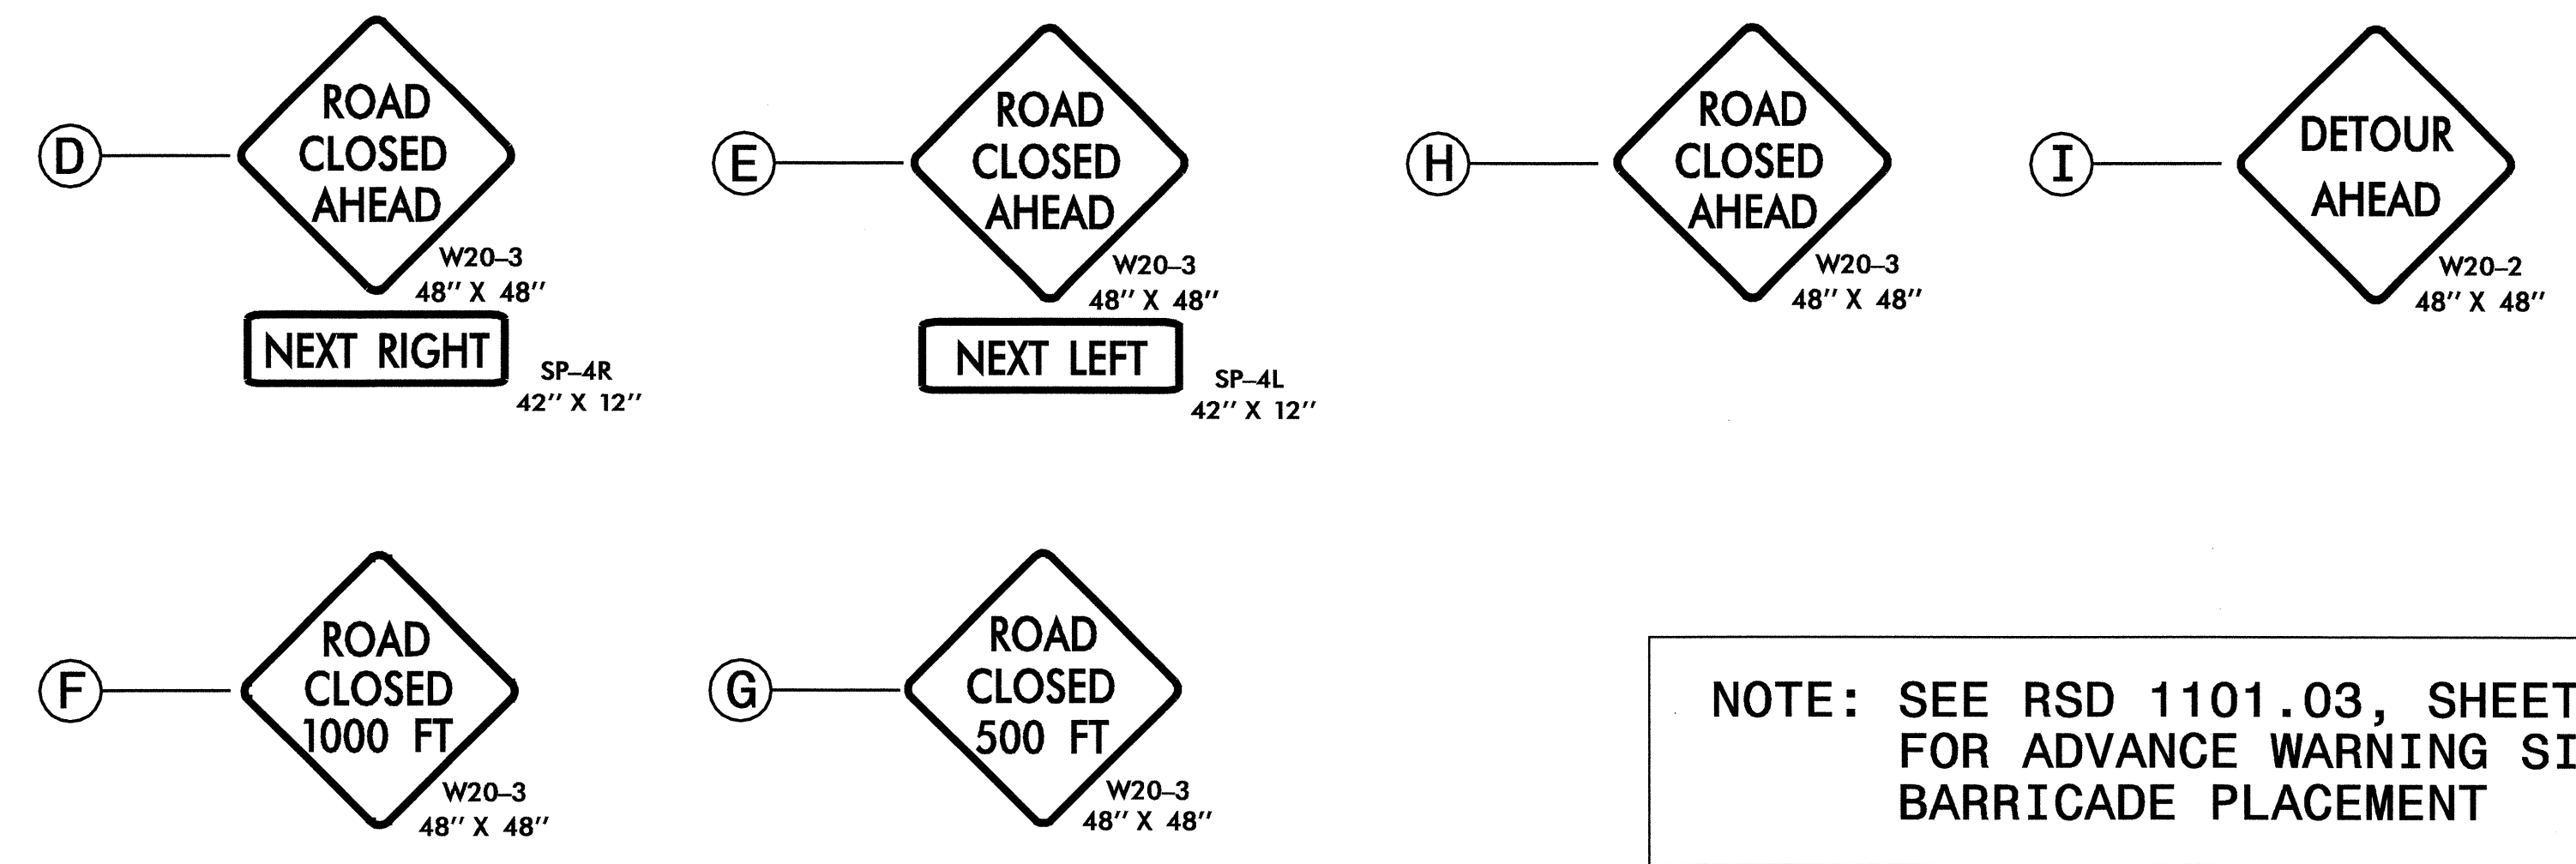 D
ROAD
CLOSED
AHEAD
W20-3
48" X 48"
NEXT RIGHT
SP-4R
42" X 12"
E
ROAD
CLOSED
AHEAD
W20-3
48" X 48"
NEXT LEFT
SP-4L
42" X 12"
H
ROAD
CLOSED
AHEAD
W20-3
48" X 48"
I
DETOUR
AHEAD
W20-2
48" X 48"
F
ROAD
CLOSED
1000 FT
W20-3
48" X 48"
G
ROAD
CLOSED
500 FT
W20-3
48" X 48"
NOTE: SEE RSD 1101.03, SHEET
FOR ADVANCE WARNING
BARRICADE PLACEMENT